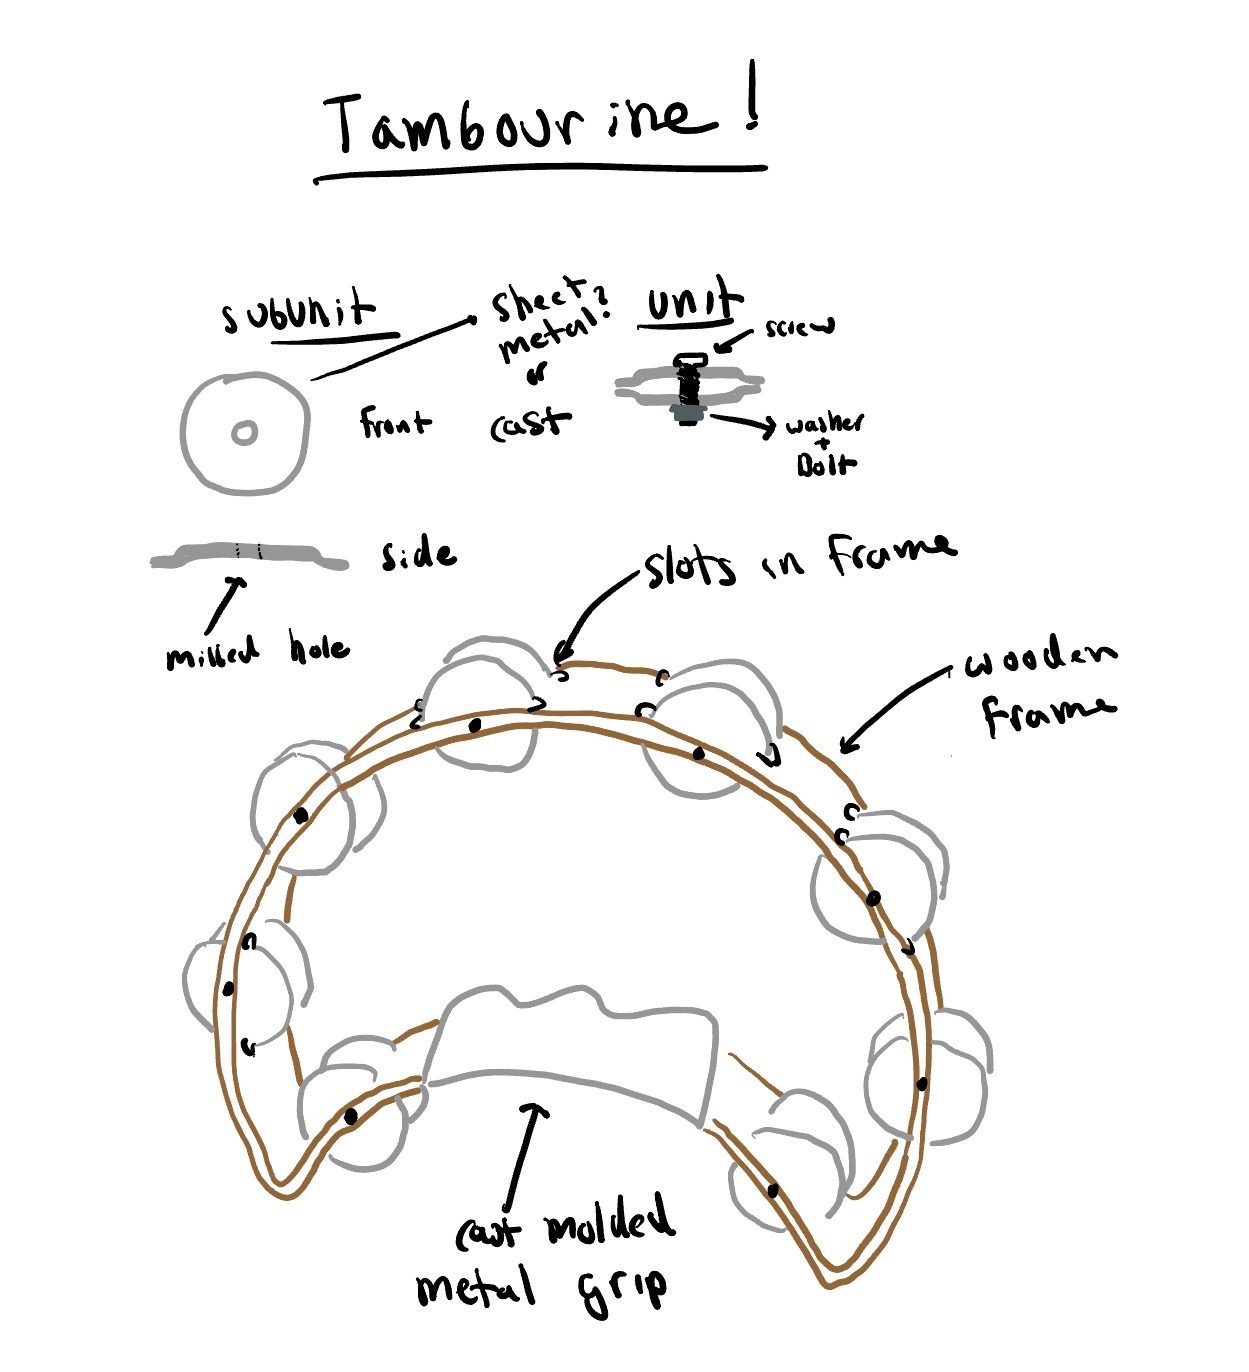 Tambourine!
subunit
sheet?
metal?
or
cast
unit
screw
washer
+
Bolt
front
side
milled hole
slots in frame
wooden
frame
cast molded
metal grip